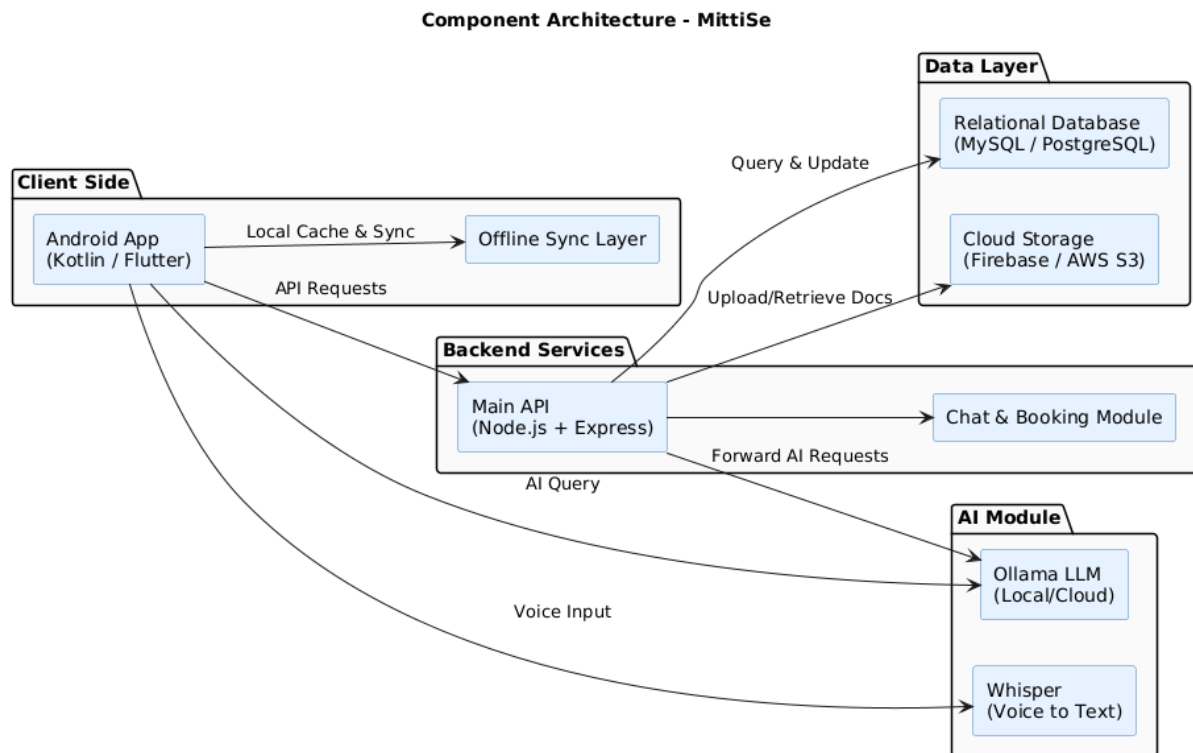 Component Architecture - MittiSe
Data Layer
Relational Database
(MySQL / PostgreSQL)
Query & Update
Client Side
Android App
(Kotlin / Flutter)
Local Cache & Sync
Offline Sync Layer
Cloud Storage
(Firebase / AWS S3)
API Requests
Upload/Retrieve Docs
Backend Services
Main API
(Node.js + Express)
Chat & Booking Module
Forward AI Requests
AI Query
AI Module
Ollama LLM
(Local/Cloud)
Voice Input
Whisper
(Voice to Text)